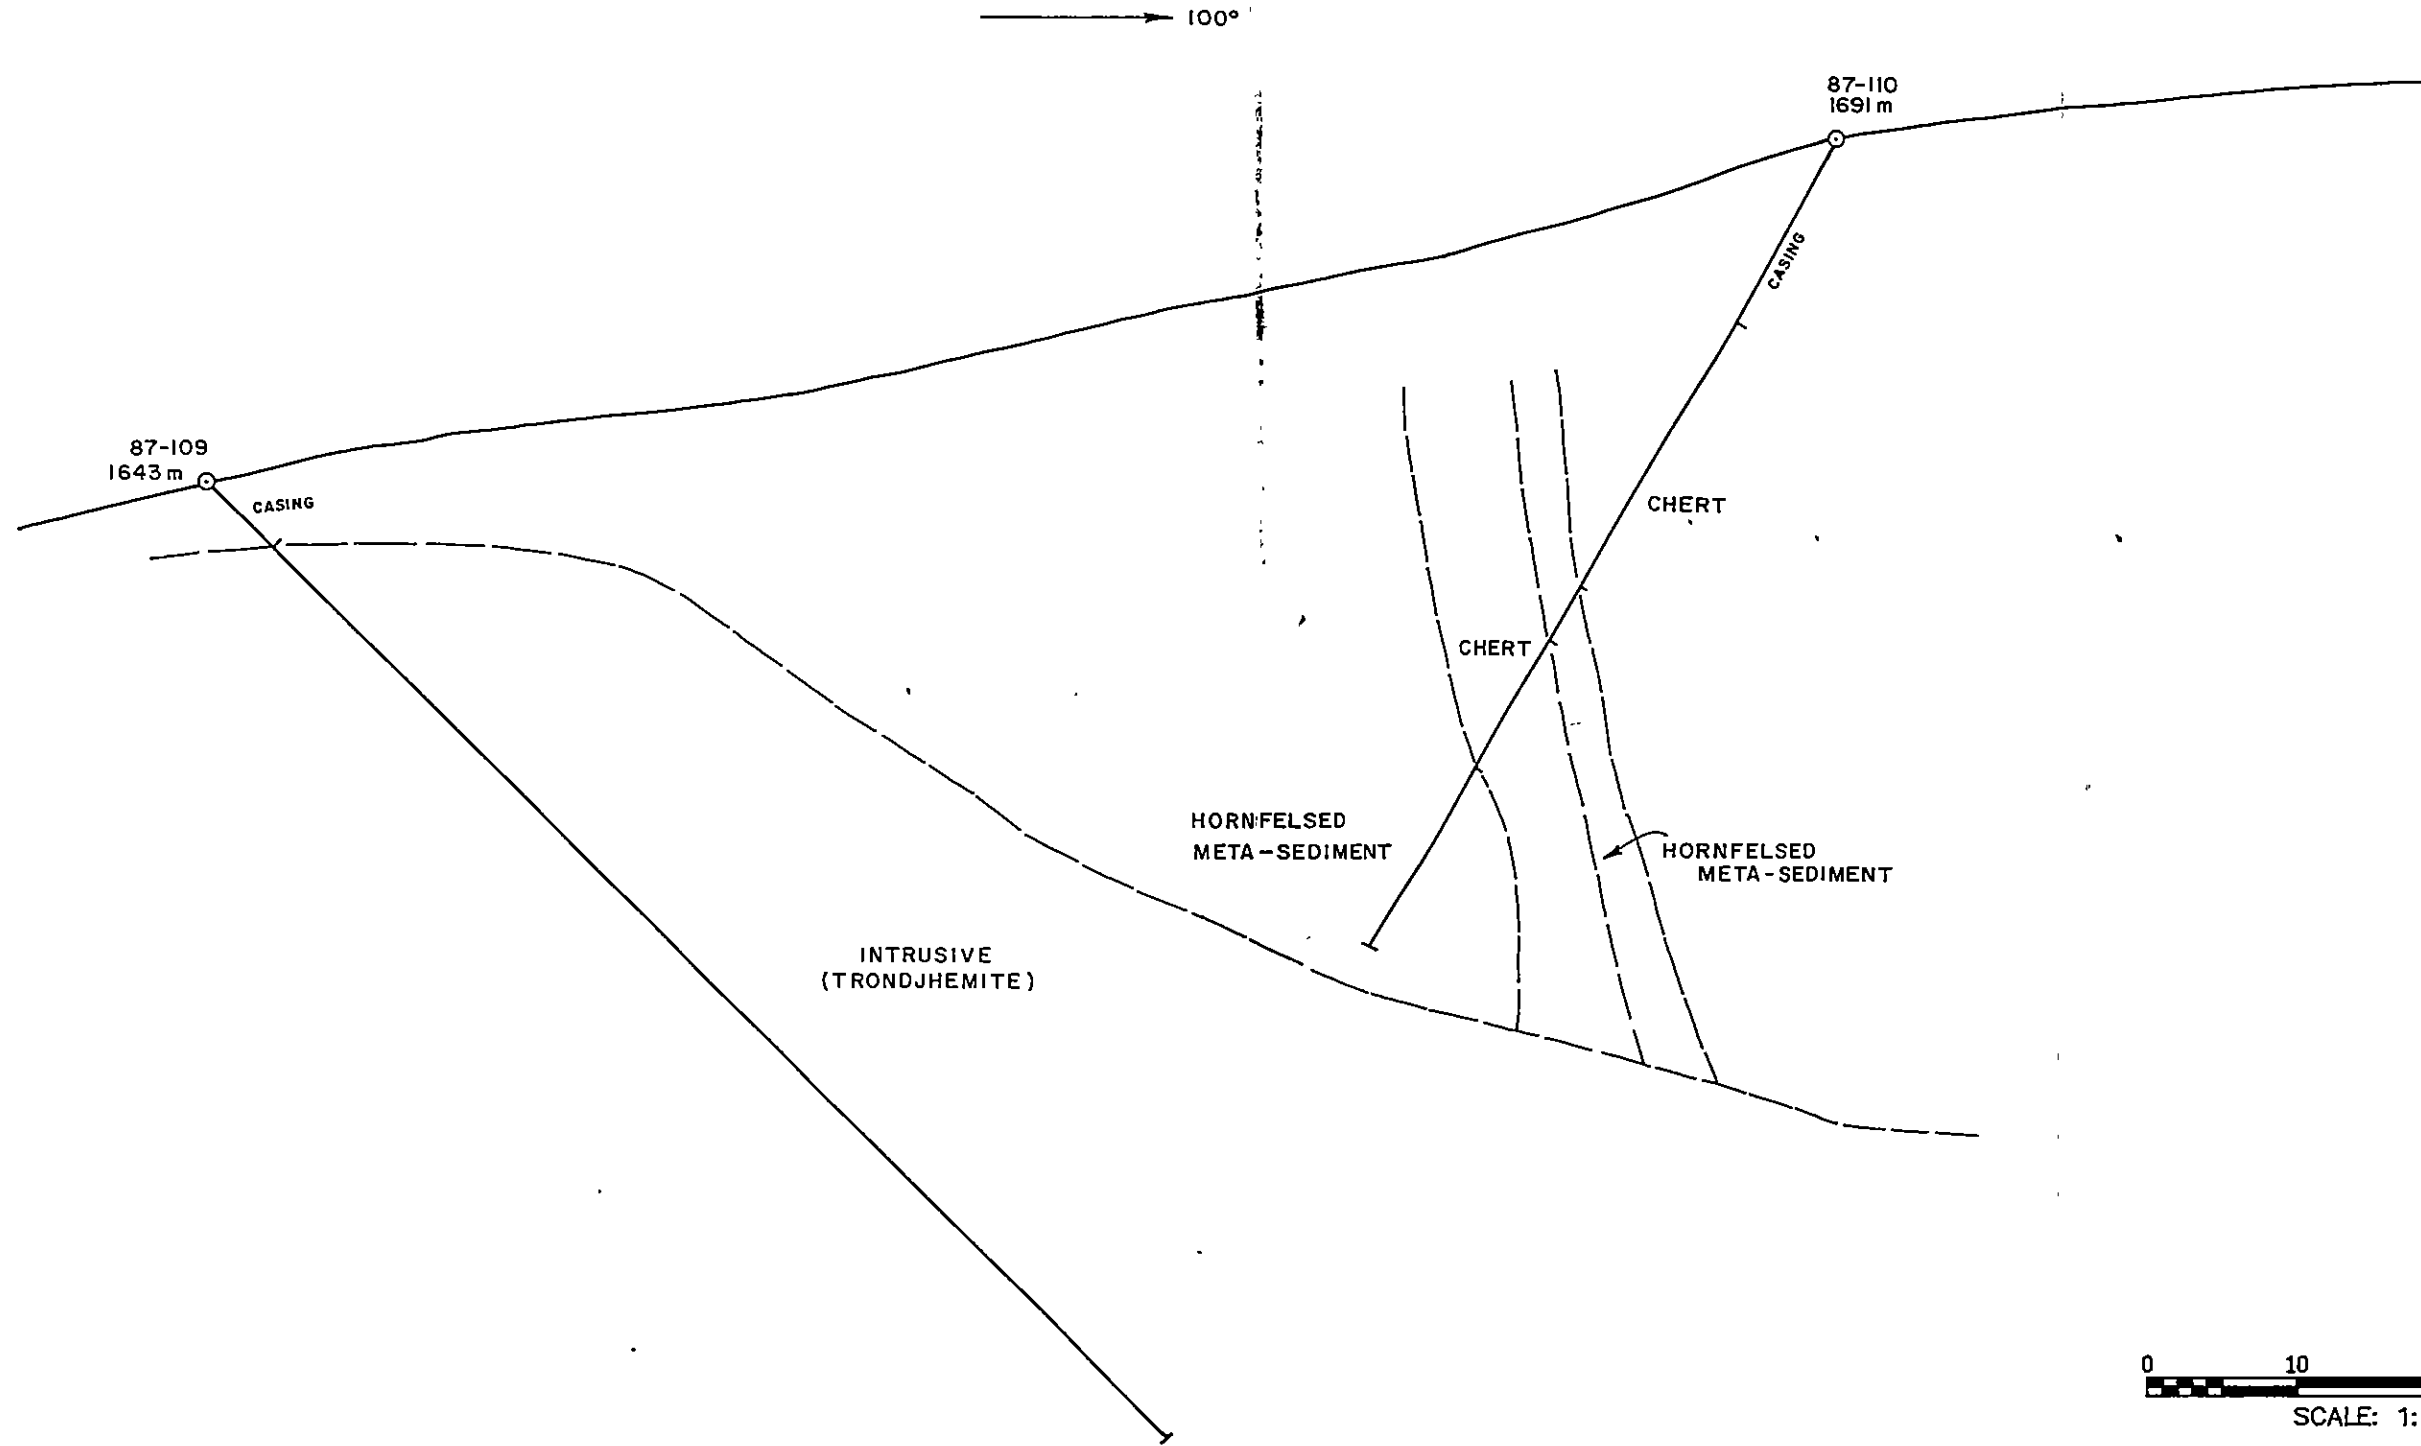 100°
87-110
1691 m
CASING
87-109
1643 m
CASING
CHERT
CHERT
HORNFELSED
META-SEDIMENT
HORNFELSED
META-SEDIMENT
INTRUSIVE
(TRONDJHEMITE)
0 10
SCALE: 1: